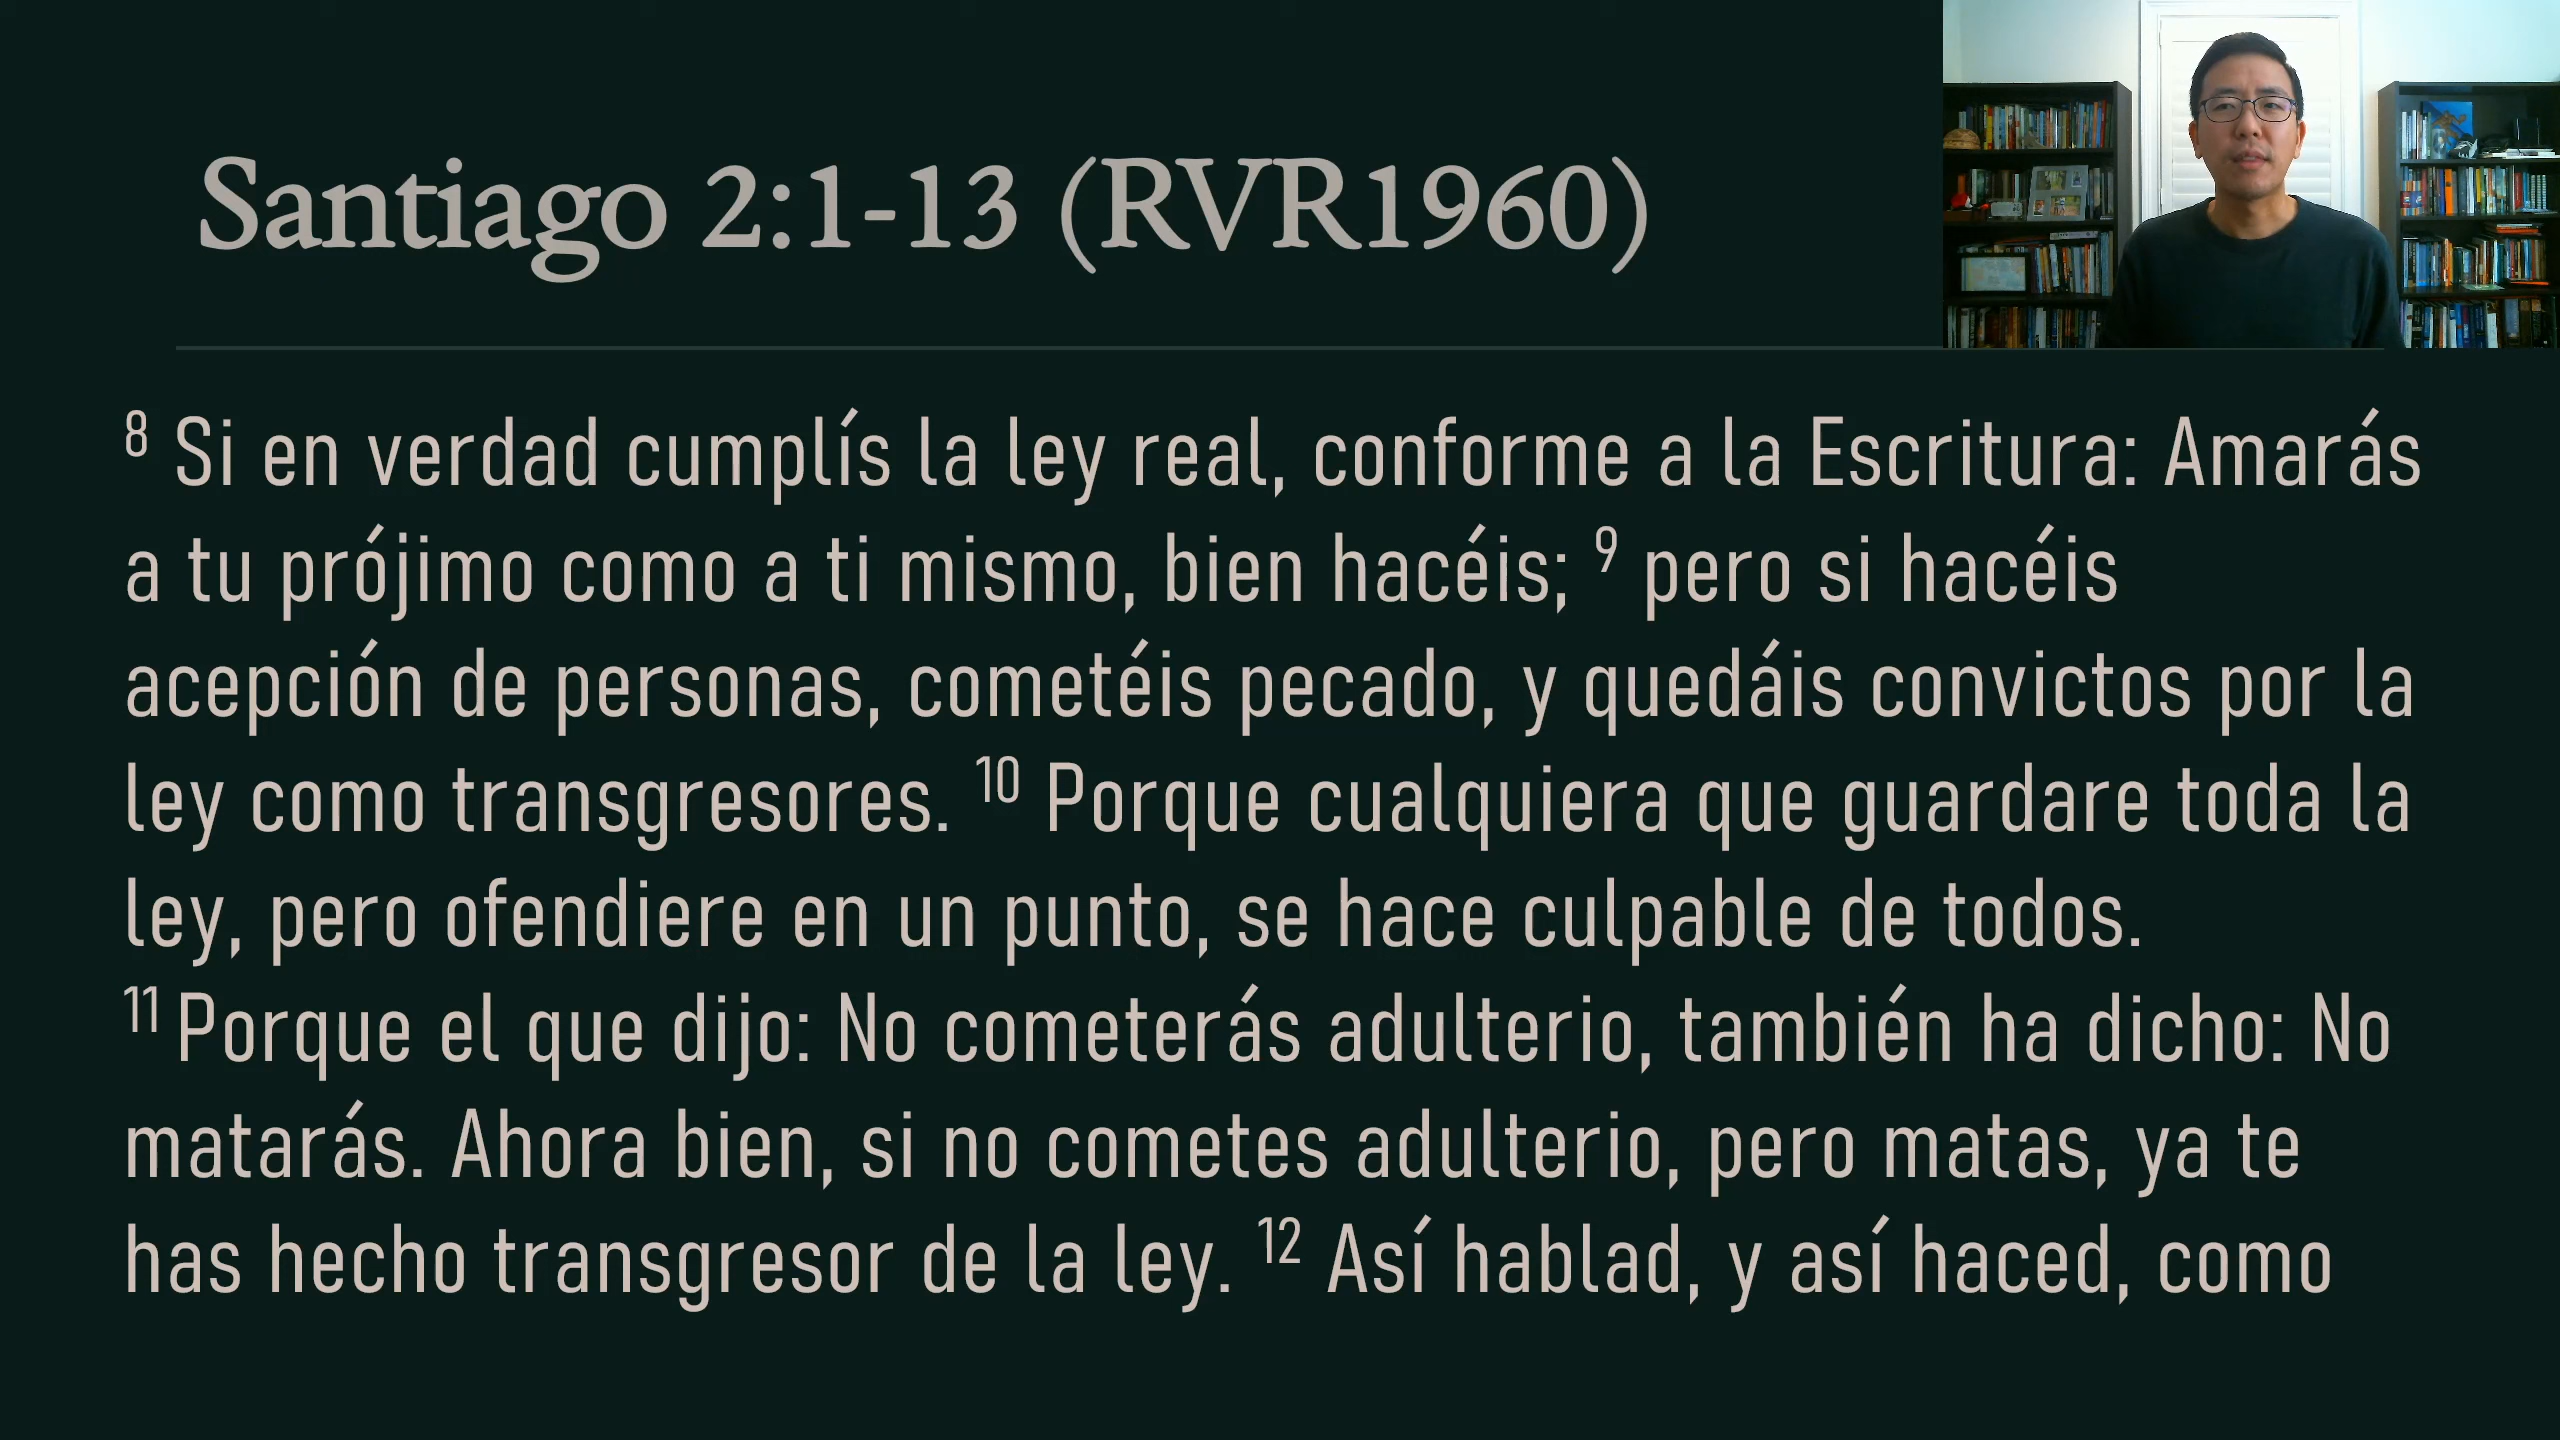 Santiago 2:1-13 (RVR1960)
8 Si en verdad cumplís la ley real, conforme a la Escritura: Amarás
a tu prójimo como a ti mismo, bien hacéis; 9 pero si hacéis
acepción de personas, cometéis pecado, y quedáis convictos por la
ley como transgresores. 10 Porque cualquiera que guardare toda la
ley, pero ofendiere en un punto, se hace culpable de todos.
11 Porque el que dijo: No cometerás adulterio, también ha dicho: No
matarás. Ahora bien, si no cometes adulterio, pero matas, ya te
has hecho transgresor de la ley. 12 Así hablad, y así haced, como